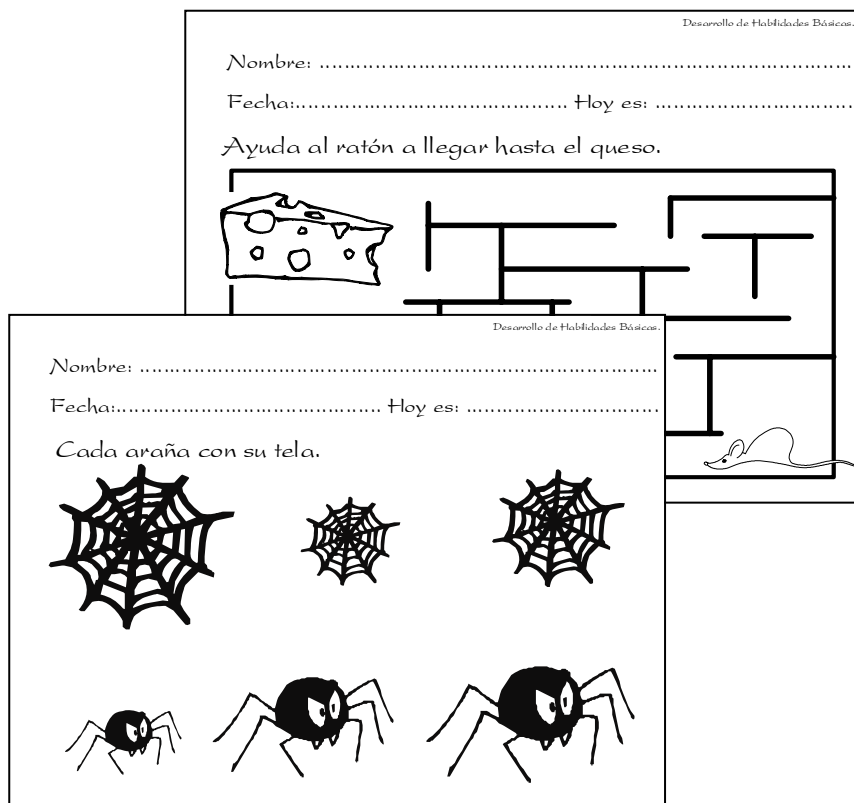 Desarrollo de Habilidades Básicas.
Nombre: ..........................................................................................
Fecha:.............................................. Hoy es: ..................................
Ayuda al ratón a llegar hasta el queso.
Desarrollo de Habilidades Básicas.
Nombre: ..........................................................................................
Fecha:............................................. Hoy es: .................................
Cada araña con su tela.